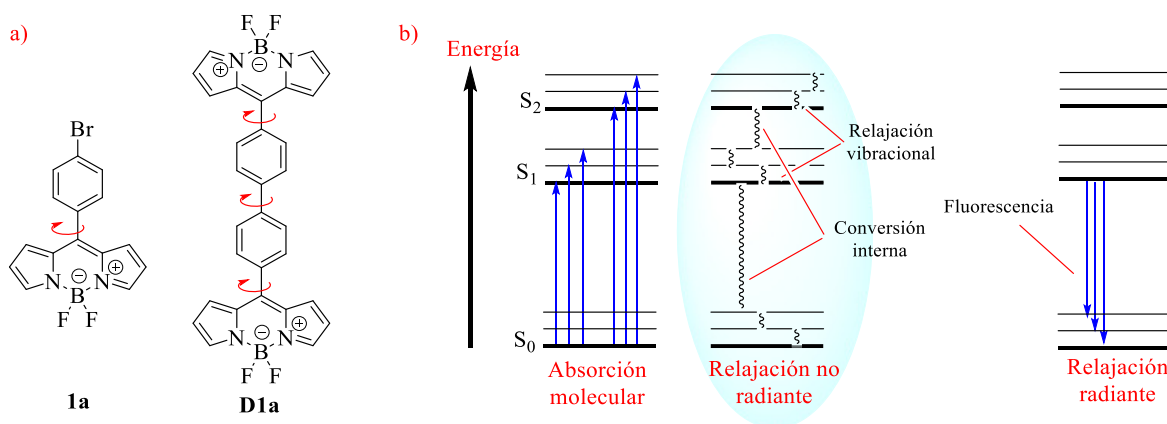 a)
Br
N
B
N
⊖
⊕
F
F
1a
F
F
B
N
N
⊕
⊖
N
B
N
⊖
⊕
F
F
D1a
b)
Energía
S2
S1
S0
Absorción
molecular
Relajación
vibracional
Conversión
interna
Relajación no
radiante
Fluorescencia
Relajación
radiante